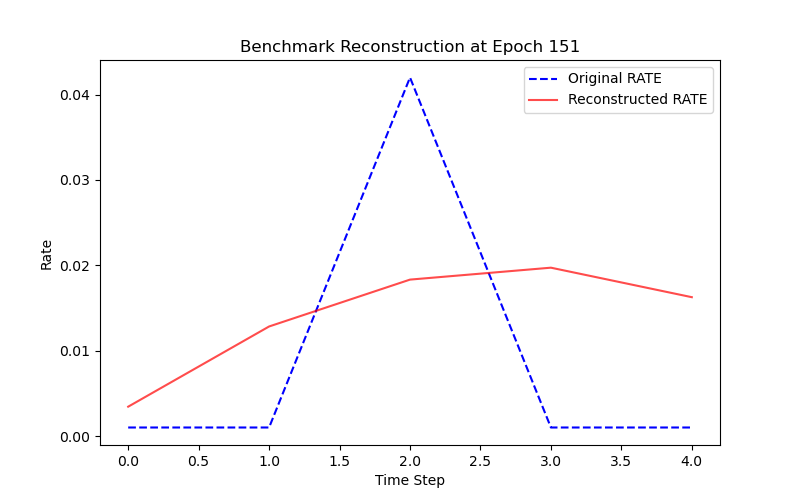 Benchmark Reconstruction at Epoch 151
Original RATE
Reconstructed RATE
Rate
0.04
0.03
0.02
0.01
0.00
0.0 0.5 1.0 1.5 2.0 2.5 3.0 3.5 4.0
Time Step